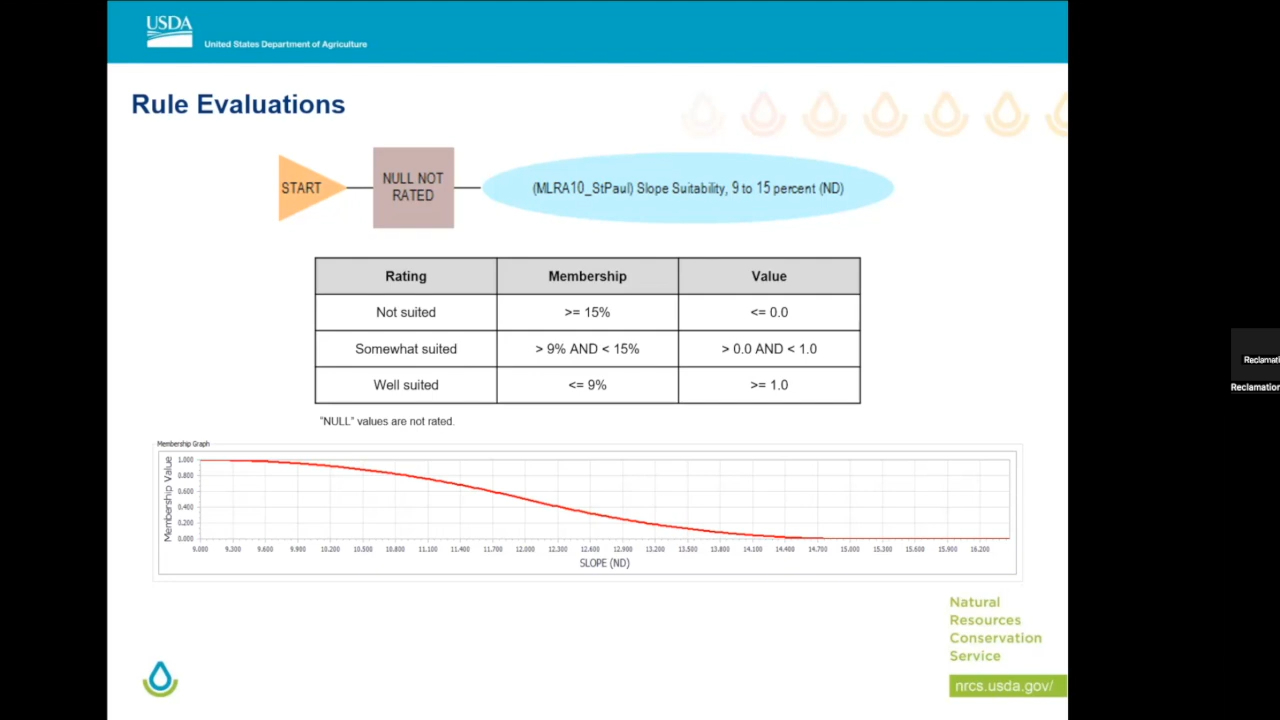 USDA
United States Department of Agriculture
Rule Evaluations
START
NULL NOT
RATED
(MLRA10_StPaul) Slope Suitability, 9 to 15 percent (ND)
Rating Membership Value
Not suited >= 15% <= 0.0
Somewhat suited > 9% AND < 15% > 0.0 AND < 1.0
Well suited <= 9% >= 1.0
"NULL" values are not rated.
Membership Graph
Membership Value
1.000
0.800
0.600
0.400
0.200
0.000
9.000 9.300 9.600 9.900 10.200 10.500 10.800 11.100 11.400 11.700 12.000 12.300 12.600 12.900 13.200 13.500 13.800 14.100 14.400 14.700 15.000 15.300 15.600 15.900 16.200
SLOPE (ND)
Natural
Resources
Conservation
Service
nrcs.usda.gov/
Reclamati
Reclamation